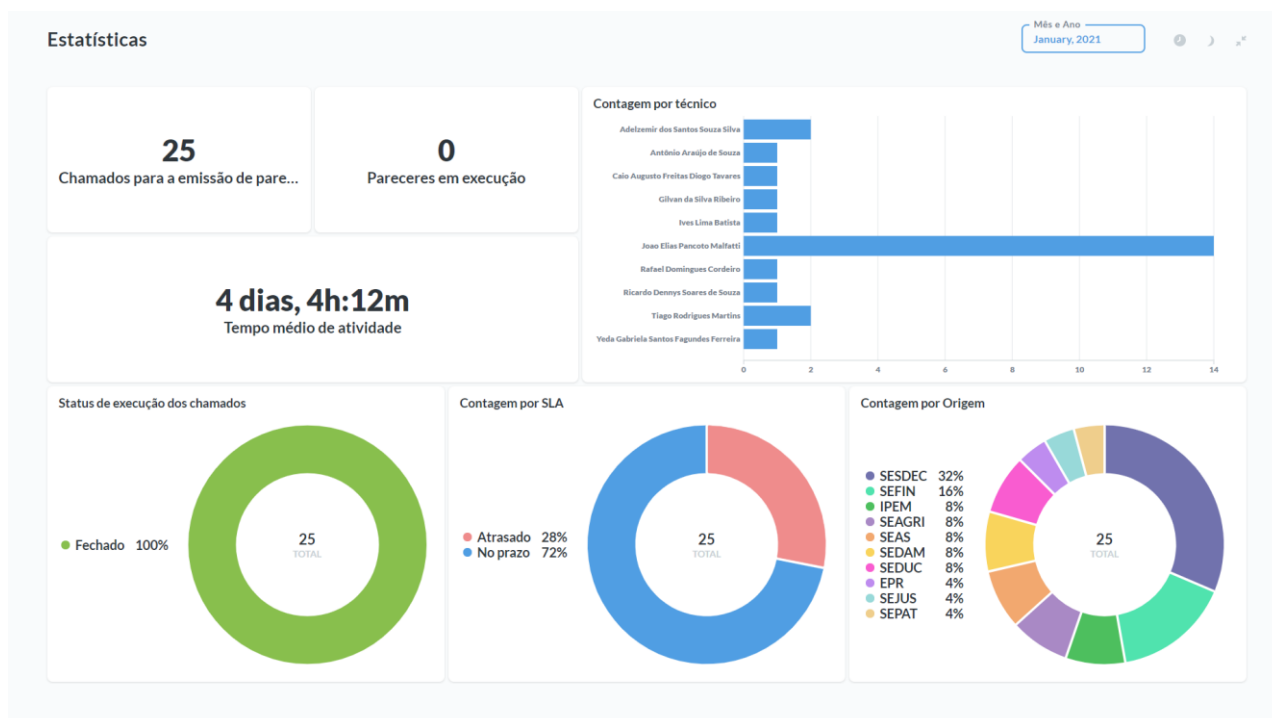 Estatísticas
Mês e Ano
January, 2021
25
Chamados para a emissão de pare...
0
Pareceres em execução
4 dias, 4h:12m
Tempo médio de atividade
Contagem por técnico
Adelzemir dos Santos Souza Silva
Antônio Araújo de Souza
Caio Augusto Freitas Diogo Tavares
Gilvan da Silva Ribeiro
Ives Lima Batista
Joao Elias Pancoto Malfatti
Rafael Domingues Cordeiro
Ricardo Dennys Soares de Souza
Tiago Rodrigues Martins
Yeda Gabriela Santos Fagundes Ferreira
0 2 4 6 8 10 12 14
Status de execução dos chamados
Fechado 100%
25
TOTAL
Contagem por SLA
Atrasado 28%
No prazo 72%
25
TOTAL
Contagem por Origem
SESDEC 32%
SEFIN 16%
IPEM 8%
SEAGRI 8%
SEAS 8%
SEDAM 8%
SEDUC 8%
EPR 4%
SEJUS 4%
SEPAT 4%
25
TOTAL